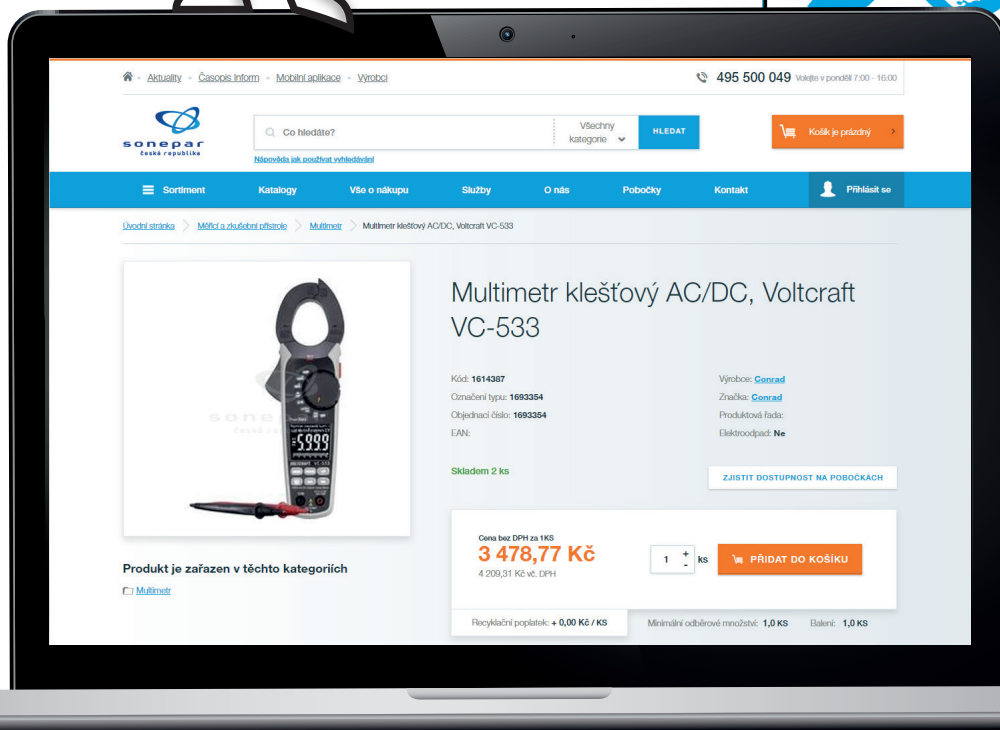 Aktuality
Časopis Inform
Mobilní aplikace
Výrobci
495 500 049 Volejte v pondělí 7:00 - 16:00
sonepar
česká republika
Co hledáte?
Všechny kategorie
HLEDAT
Košík je prázdný
Nápověda jak používat vyhledávání
Sortiment
Katalogy
Vše o nákupu
Služby
O nás
Pobočky
Kontakt
Přihlásit se
Úvodní stránka
Měřicí a zkušební přístroje
Multimetr
Multimetr klešťový AC/DC, Voltcraft VC-533
Multimetr klešťový AC/DC, Voltcraft
VC-533
Kód: 1614387
Označení typu: 1693354
Objednací číslo: 1693354
EAN:
Výrobce: Conrad
Značka: Conrad
Produktová řada:
Elektroodpad: Ne
Skladem 2 ks
ZJISTIT DOSTUPNOST NA POBOČKÁCH
Cena bez DPH za 1KS
3 478,77 Kč
4 209,31 Kč vč. DPH
1 + - ks
PŘIDAT DO KOŠÍKU
Recyklační poplatek: + 0,00 Kč / KS
Minimální odběrové množství: 1,0 KS
Balení: 1,0 KS
Produkt je zařazen v těchto kategoriích
Multimetr